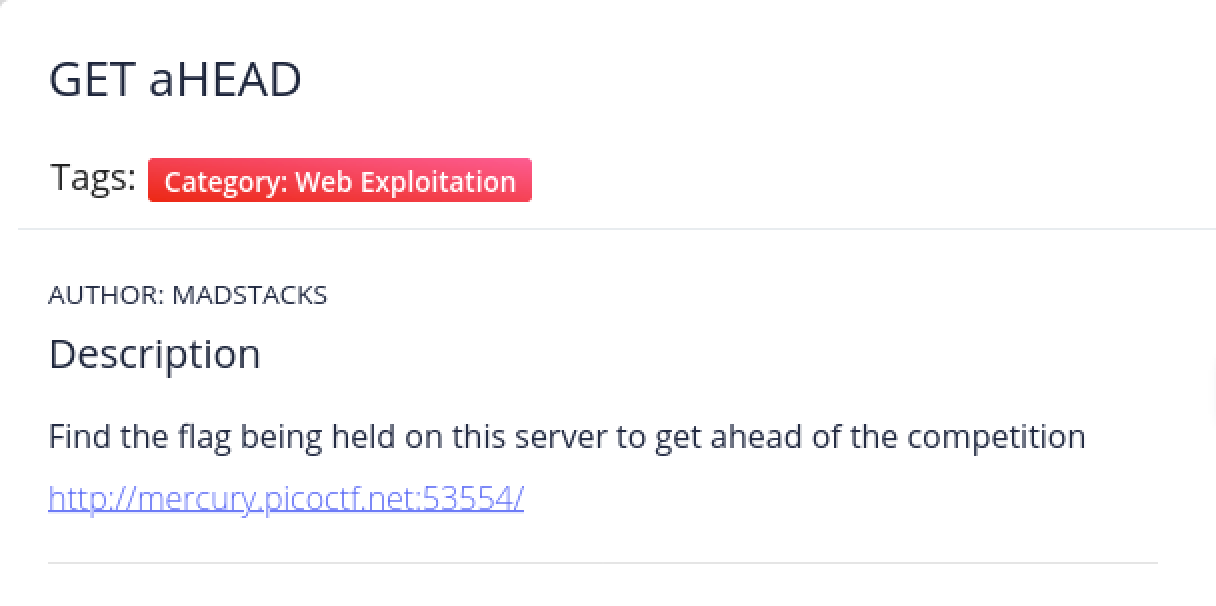 GET aHEAD
Tags: Category: Web Exploitation
AUTHOR: MADSTACKS
Description
Find the flag being held on this server to get ahead of the competition
http://mercury.picoctf.net:53554/